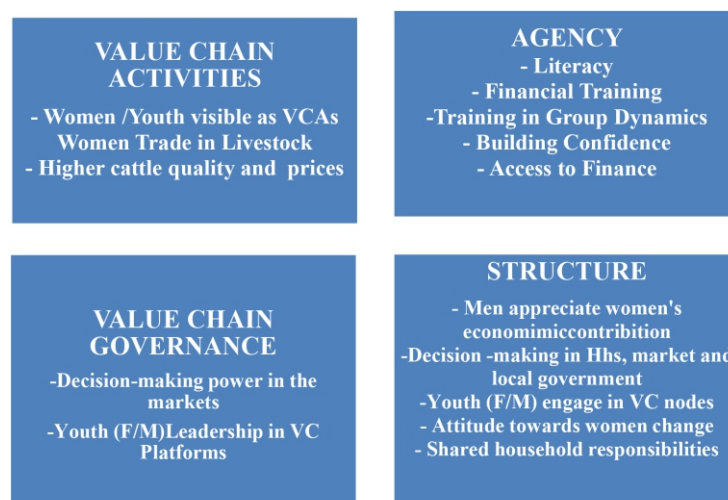 VALUE CHAIN
ACTIVITIES
- Women /Youth visible as VCAs
Women Trade in Livestock
- Higher cattle quality and prices
AGENCY
- Literacy
- Financial Training
-Training in Group Dynamics
- Building Confidence
- Access to Finance
VALUE CHAIN
GOVERNANCE
-Decision-making power in the
markets
-Youth (F/M)Leadership in VC
Platforms
STRUCTURE
- Men appreciate women's
economimiccontribition
-Decision -making in Hhs, market and
local government
-Youth (F/M) engage in VC nodes
- Attitude towards women change
- Shared household responsibilities